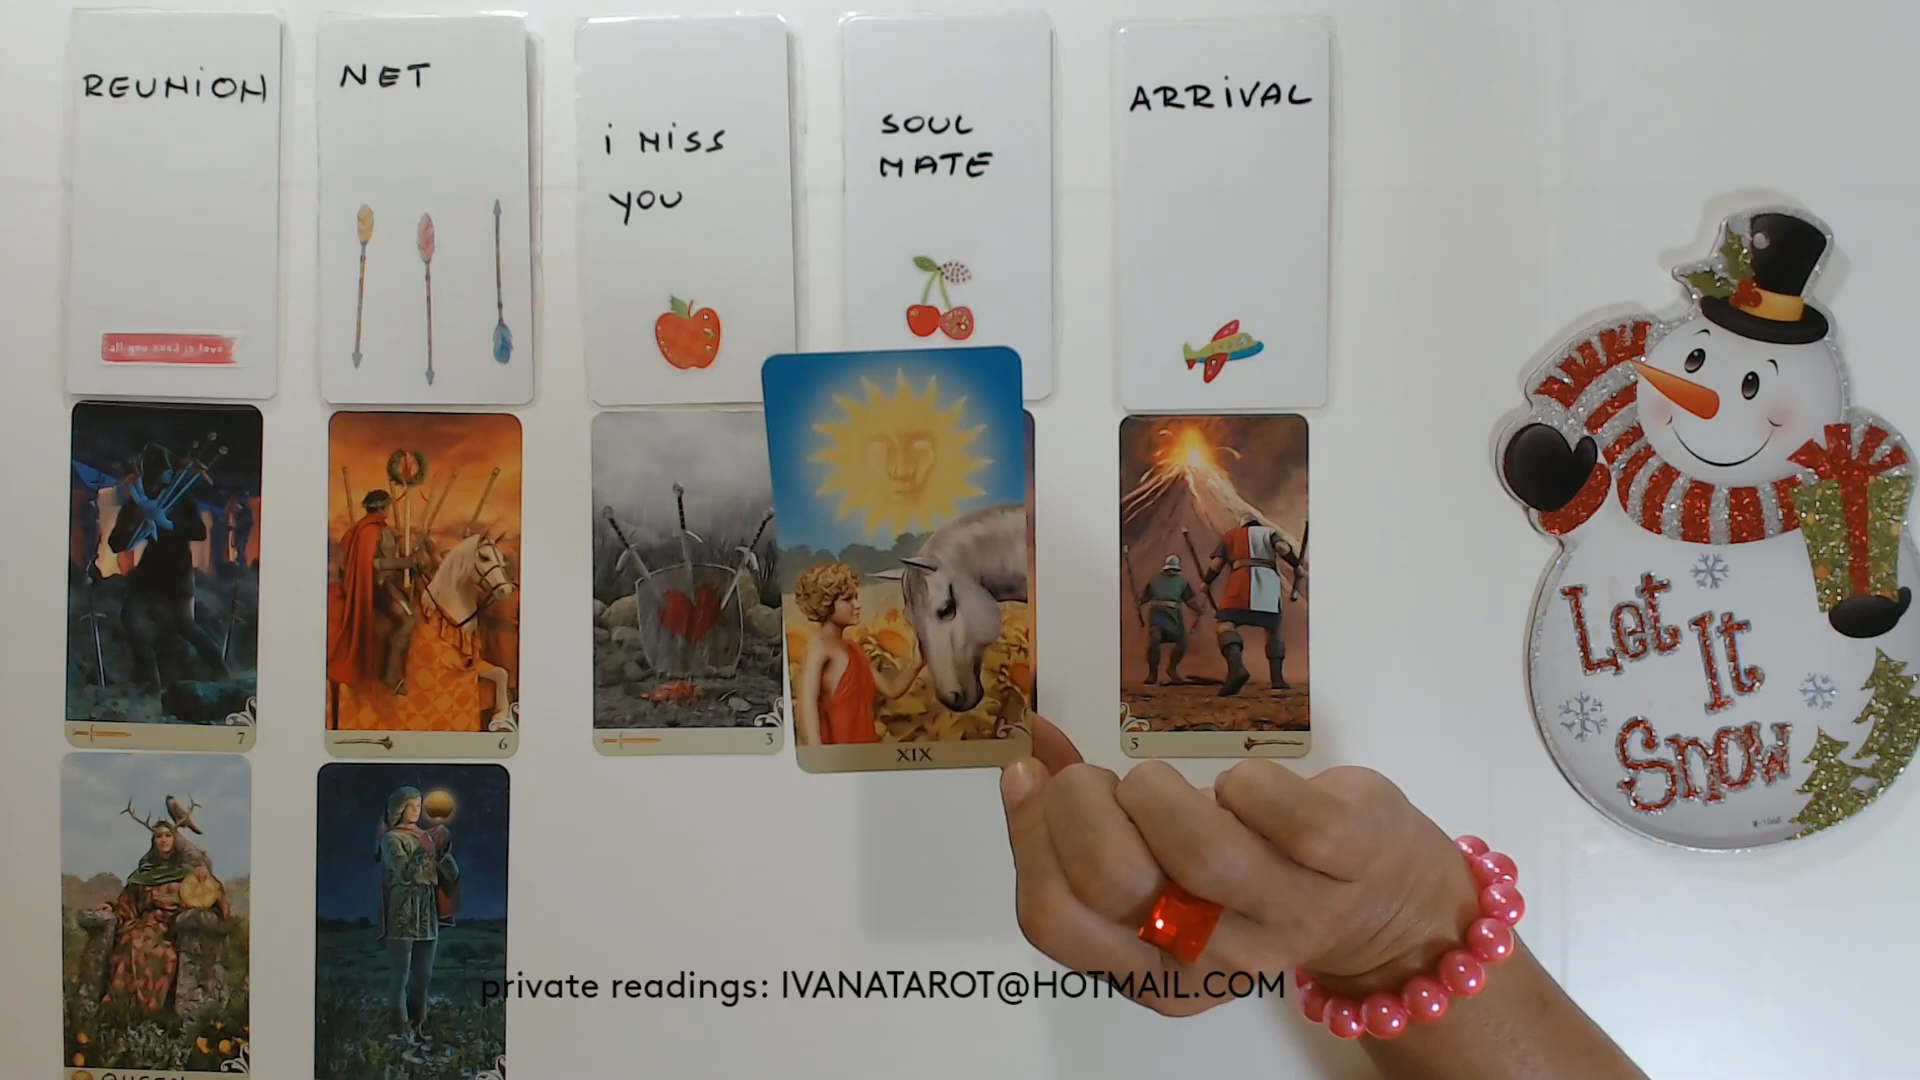 REUNION
NET
i MISS
YOU
SOUL
MATE
ARRIVAL
all you need is love
7
6
3
XIX
5
Let
It
Snow
QUEEN
private readings: IVANATAROT@HOTMAIL.COM